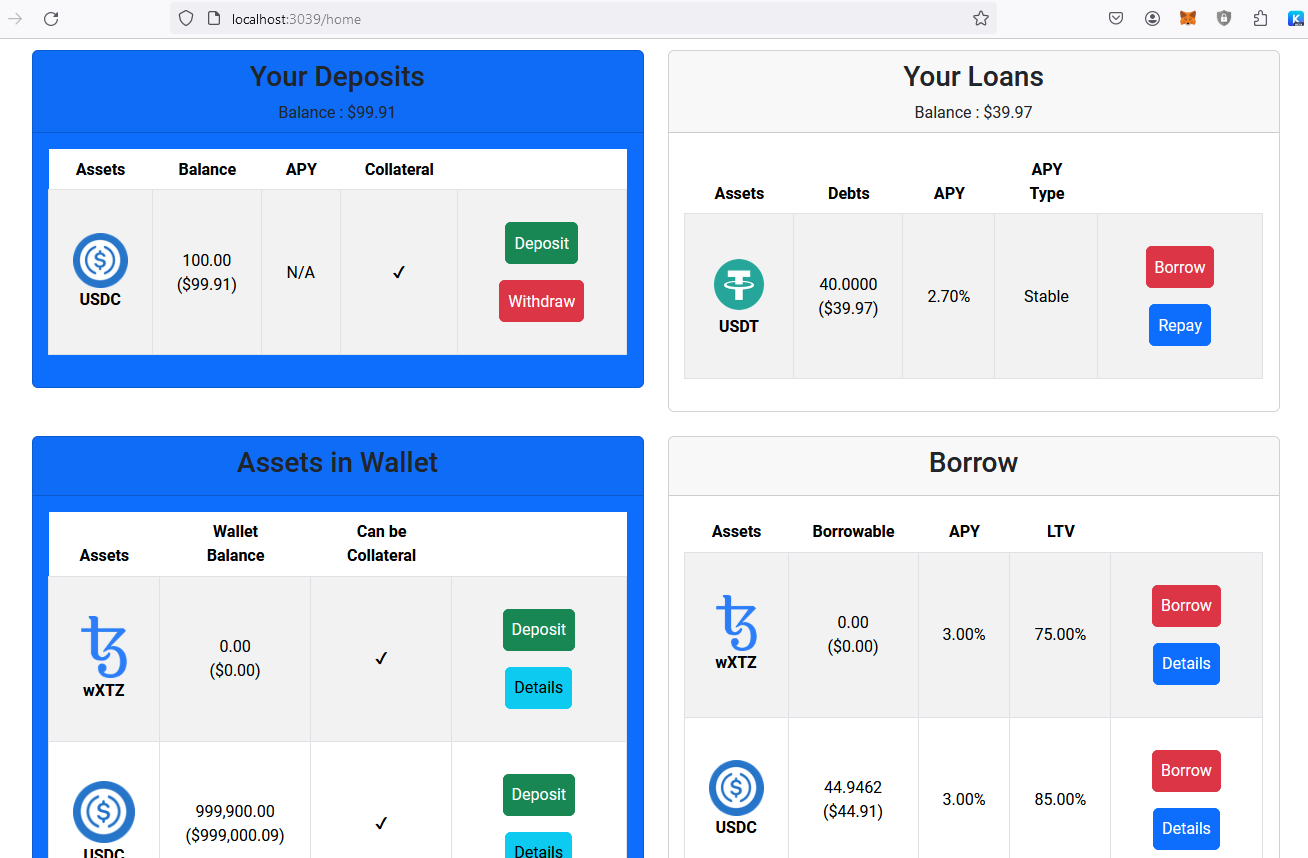 localhost:3039/home
Your Deposits
Balance : $99.91
Assets Balance APY Collateral
USDC
100.00
($99.91)
N/A
✓
Deposit
Withdraw
Your Loans
Balance : $39.97
Assets Debts APY APY Type
USDT
40.0000
($39.97)
2.70%
Stable
Borrow
Repay
Assets in Wallet
Assets Wallet Balance Can be Collateral
wXTZ
0.00
($0.00)
✓
Deposit
Details
USDC
999,900.00
($999,000.09)
✓
Deposit
Details
Borrow
Assets Borrowable APY LTV
wXTZ
0.00
($0.00)
3.00%
75.00%
Borrow
Details
USDC
44.9462
($44.91)
3.00%
85.00%
Borrow
Details